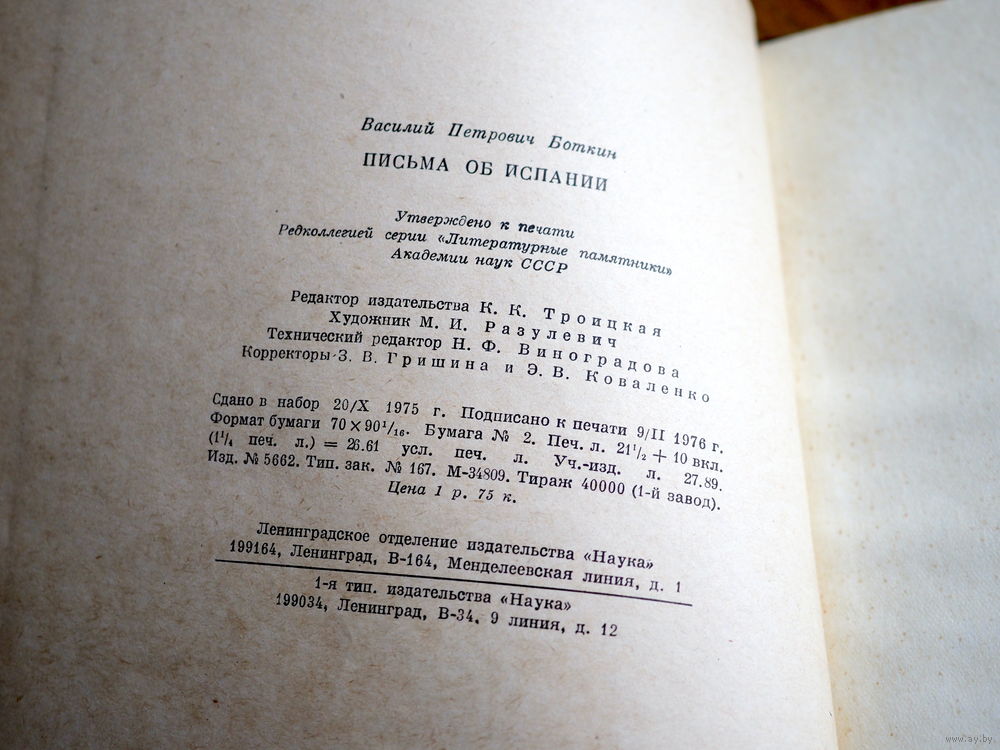 Василий Петрович Боткин
ПИСЬМА ОБ ИСПАНИИ
Утверждено к печати
Редколлегией серии «Литературные памятники»
Академии наук СССР
Редактор издательства К. К. Троицкая
Художник М. И. Разулевич
Технический редактор Н. Ф. Виноградова
Корректоры З. В. Гришина и Э. В. Коваленко
Сдано в набор 20/X 1975 г. Подписано к печати 9/II 1976 г.
Формат бумаги 70×90¹/₁₆. Бумага № 2. Печ. л. 21¹/₂ + 10 вкл.
(1¹/₄ печ. л.) = 26.61 усл. печ. л. Уч.-изд. л. 27.89.
Изд. № 5662. Тип. зак. № 167. М-34809. Тираж 40000 (1-й завод).
Цена 1 р. 75 к.
Ленинградское отделение издательства «Наука»
199164, Ленинград, В-164, Менделеевская линия, д. 1
1-я тип. издательства «Наука»
199034, Ленинград, В-34, 9 линия, д. 12
www.ay.by